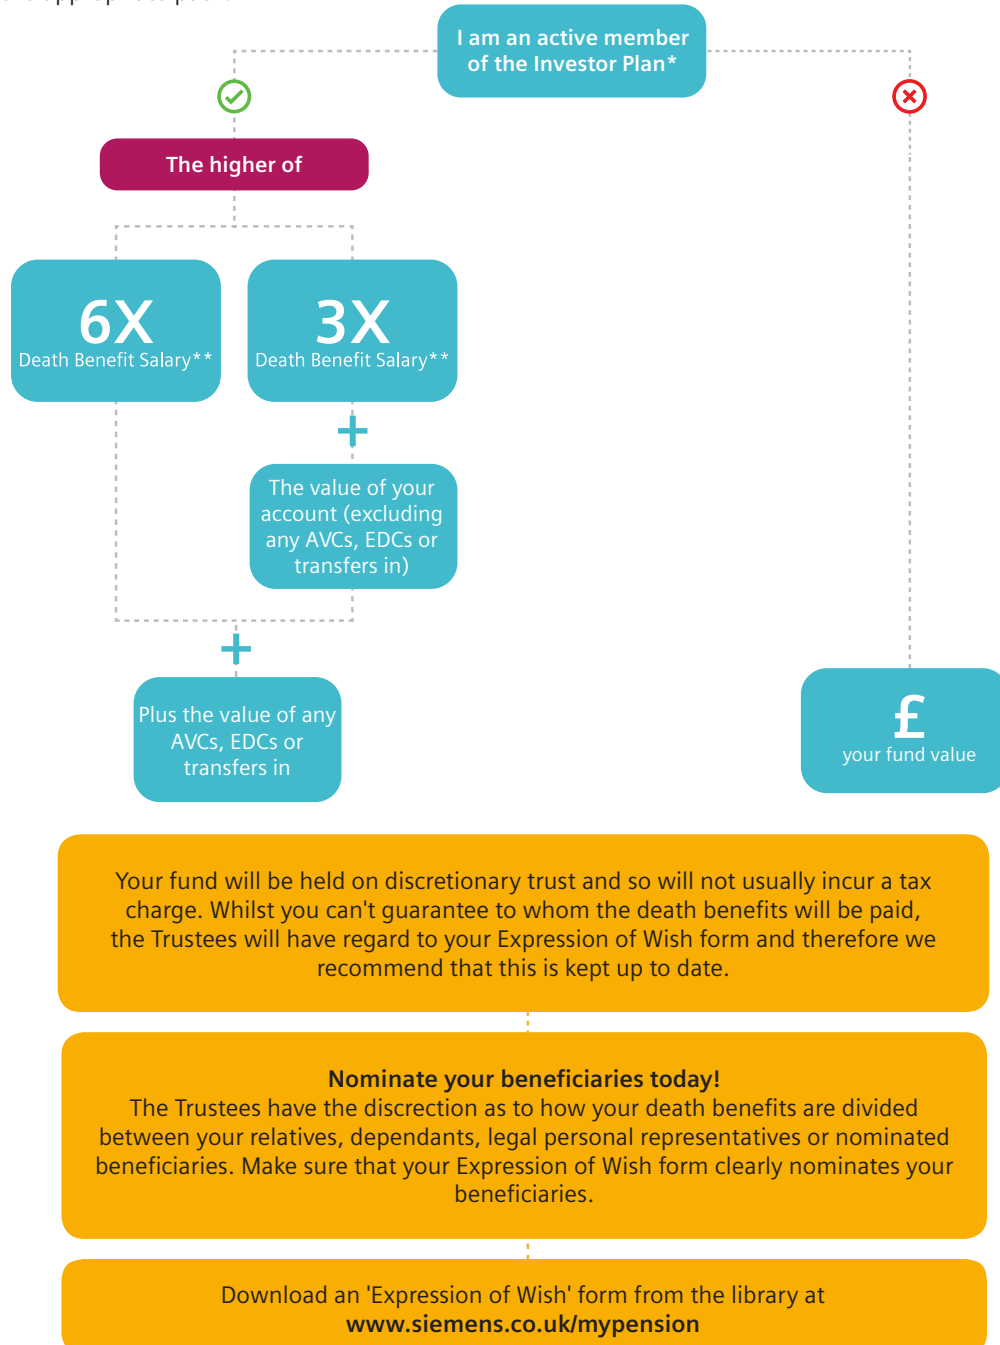 I am an active member
of the Investor Plan*
The higher of
6X
Death Benefit Salary**
3X
Death Benefit Salary**
The value of your
account (excluding
any AVCs, EDCs or
transfers in)
Plus the value of any
AVCs, EDCs or
transfers in
£
your fund value
Your fund will be held on discretionary trust and so will not usually incur a tax
charge. Whilst you can't guarantee to whom the death benefits will be paid,
the Trustees will have regard to your Expression of Wish form and therefore we
recommend that this is kept up to date.
Nominate your beneficiaries today!
The Trustees have the discrection as to how your death benefits are divided
between your relatives, dependants, legal personal representatives or nominated
beneficiaries. Make sure that your Expression of Wish form clearly nominates your
beneficiaries.
Download an 'Expression of Wish' form from the library at
www.siemens.co.uk/mypension